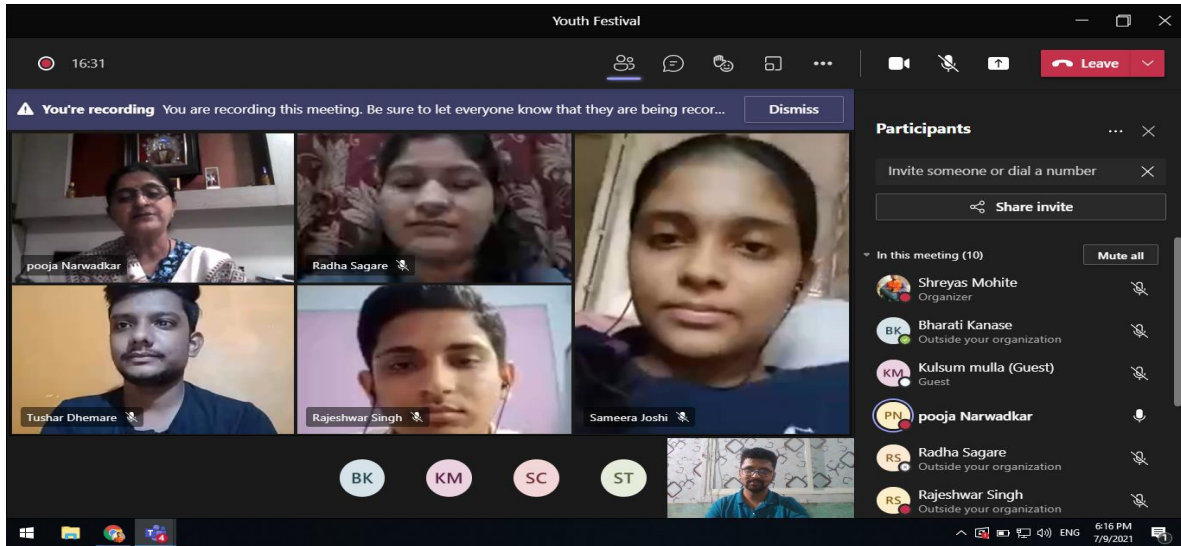 Youth Festival
16:31
Leave
You're recording You are recording this meeting. Be sure to let everyone know that they are being recor...
Dismiss
pooja Narwadkar
Radha Sagare
Tushar Dhemare
Rajeshwar Singh
Sameera Joshi
BK
KM
SC
ST
Participants
Invite someone or dial a number
Share invite
In this meeting (10)
Mute all
Shreyas Mohite
Organizer
BK
Bharati Kanase
Outside your organization
KM
Kulsum mulla (Guest)
Guest
PN
pooja Narwadkar
RS
Radha Sagare
Outside your organization
RS
Rajeshwar Singh
Outside your organization
ENG
6:16 PM
7/9/2021